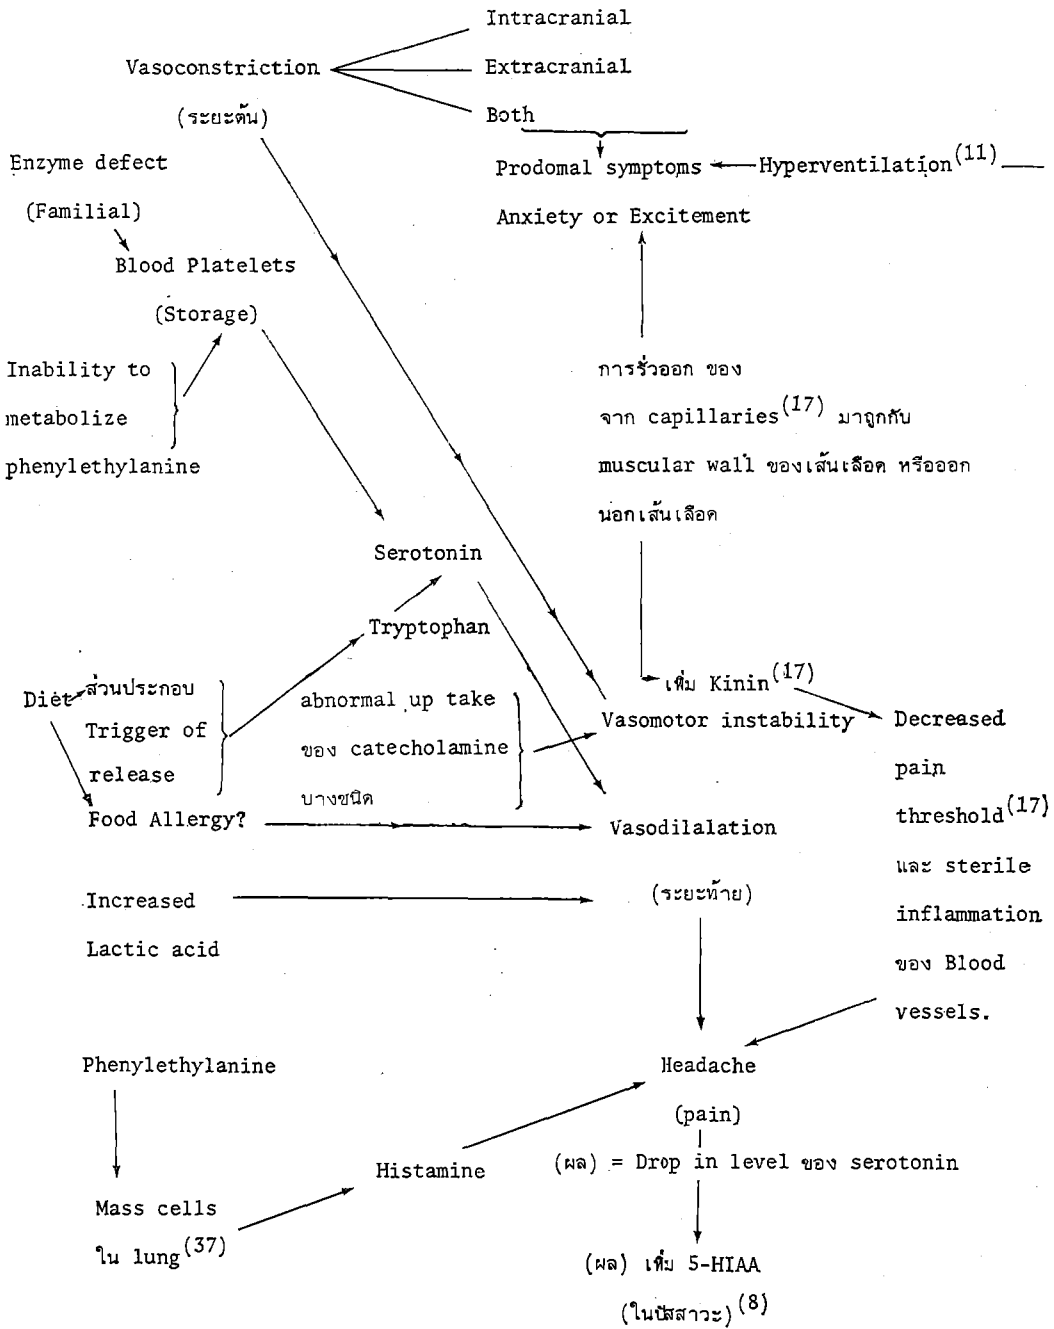 Intracranial
Vasoconstriction
Extracranial
(ระยะต้น)
Both
Enzyme defect
(Familial)
Prodomal symptoms
Hyperventilation(11)
Anxiety or Excitement
Blood Platelets
(Storage)
Inability to
metabolize
phenylethylanine
การรั่วออก ของ
จาก capillaries(17) มาถูกกับ
muscular wall ของเส้นเลือด หรือออก
นอกเส้นเลือด
Serotonin
Tryptophan
Diet
ส่วนประกอบ
Trigger of
release
Food Allergy?
abnormal up take
ของ catecholamine
บางชนิด
เพิ่ม Kinin(17)
Vasomotor instability
Vasodilalation
(ระยะท้าย)
Decreased
pain
threshold(17)
และ sterile
inflammation
ของ Blood
vessels.
Increased
Lactic acid
Phenylethylanine
Mass cells
ใน lung(37)
Histamine
Headache
(pain)
(ผล) = Drop in level ของ serotonin
(ผล) เพิ่ม 5-HIAA
(ในปัสสาวะ)(8)